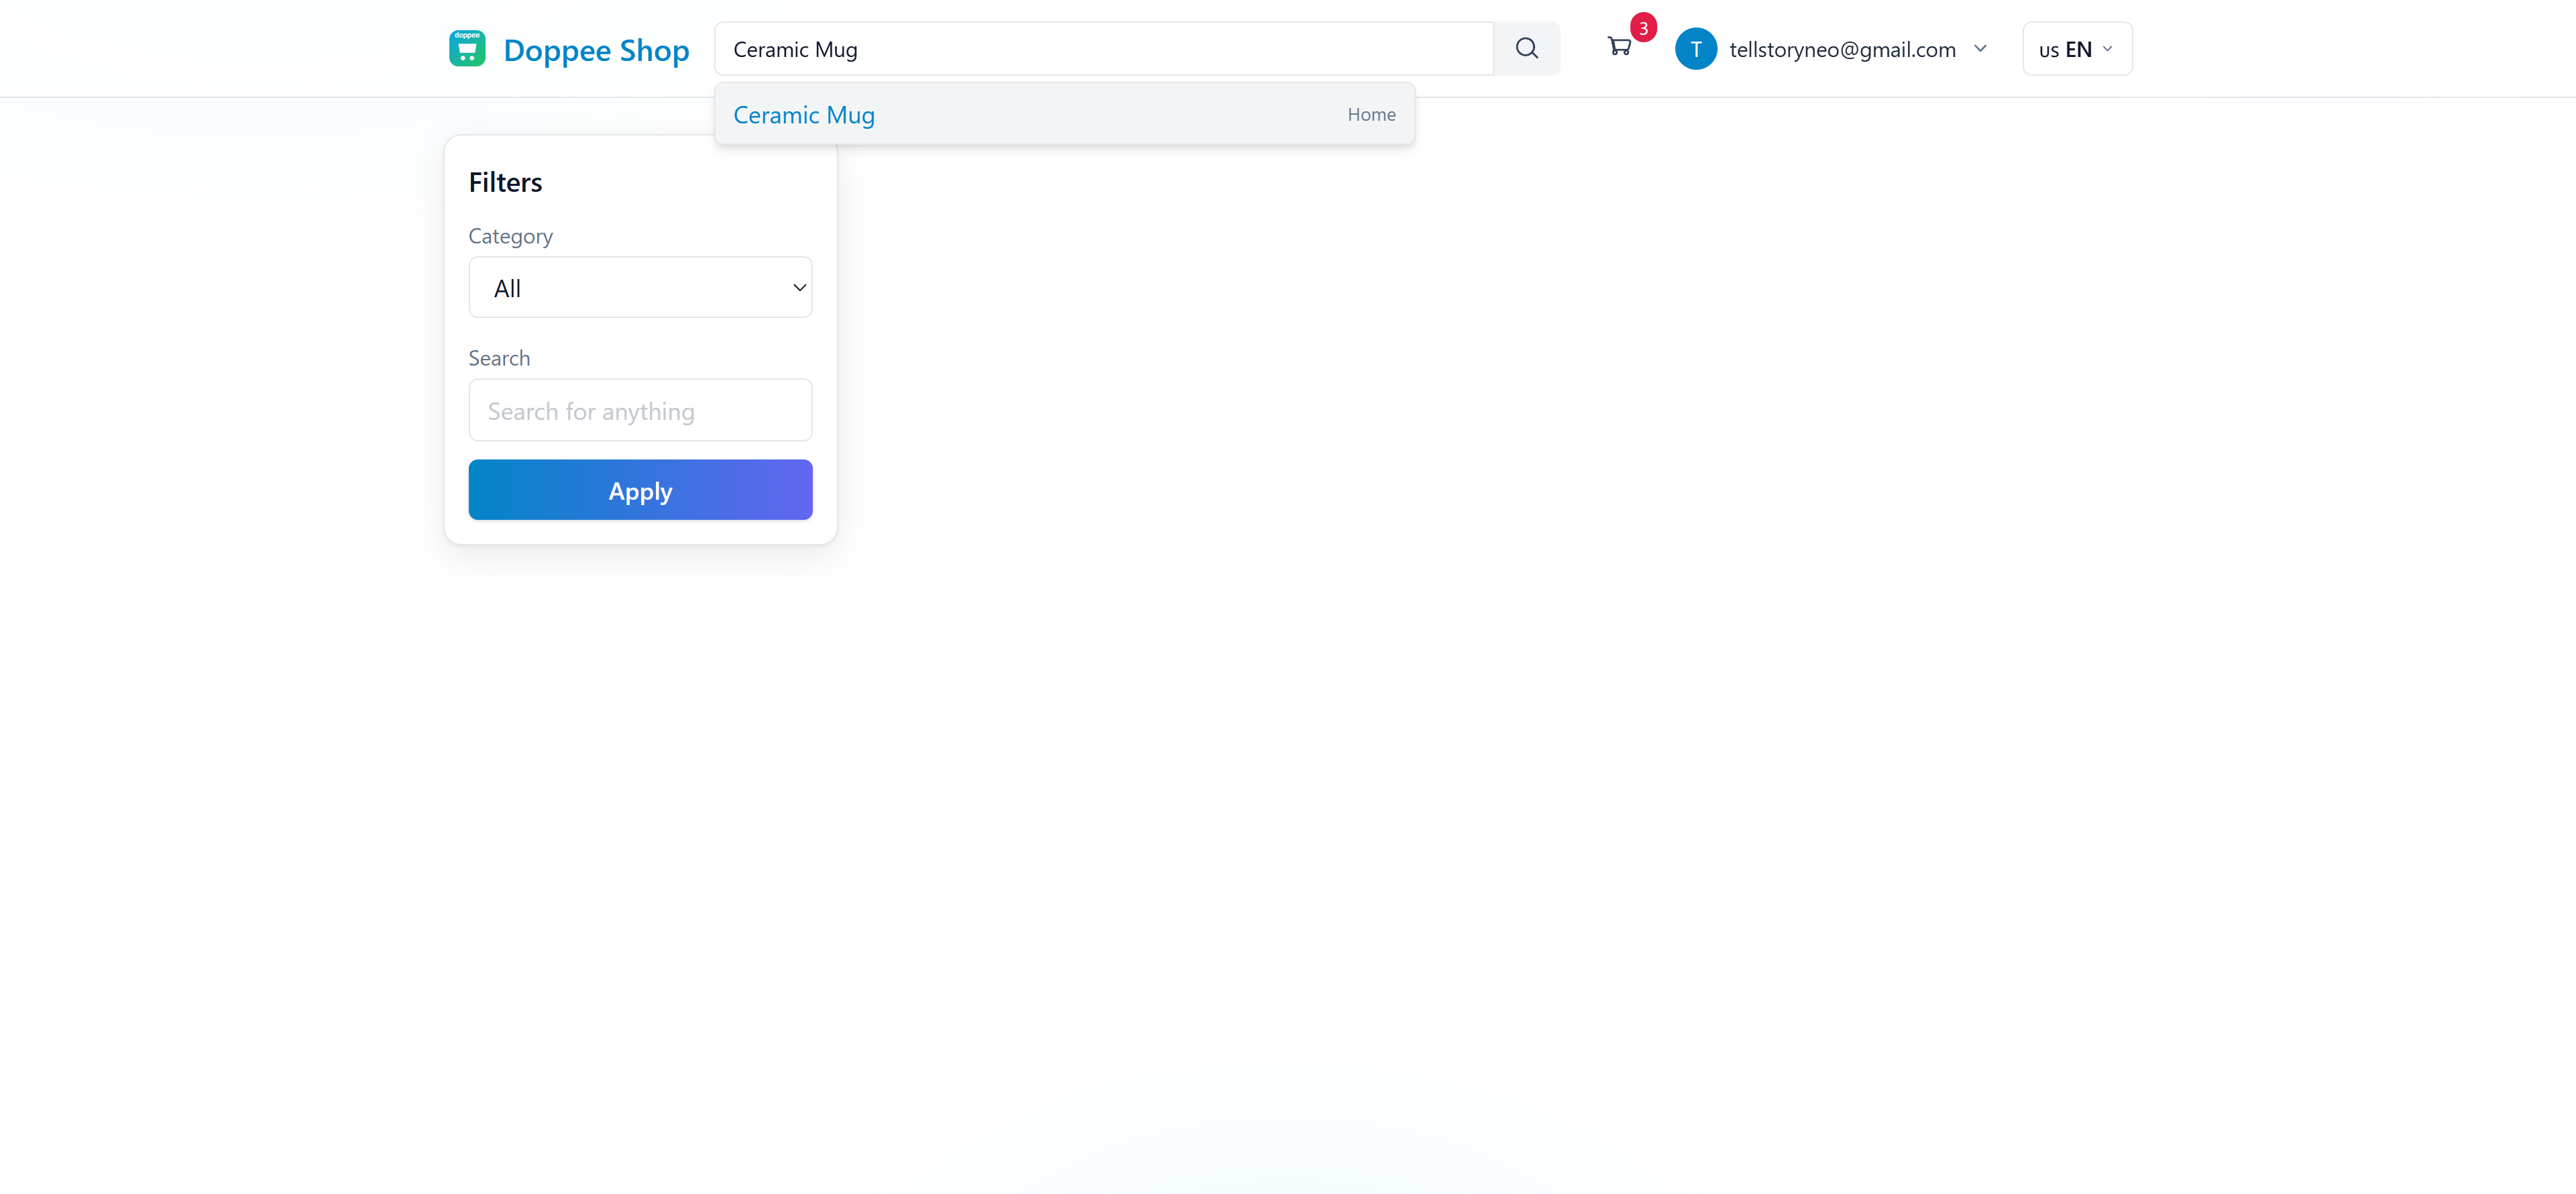 doppee
Doppee Shop
Ceramic Mug
3
T
tellstoryneo@gmail.com
us EN
Ceramic Mug
Home
Filters
Category
All
Search
Search for anything
Apply